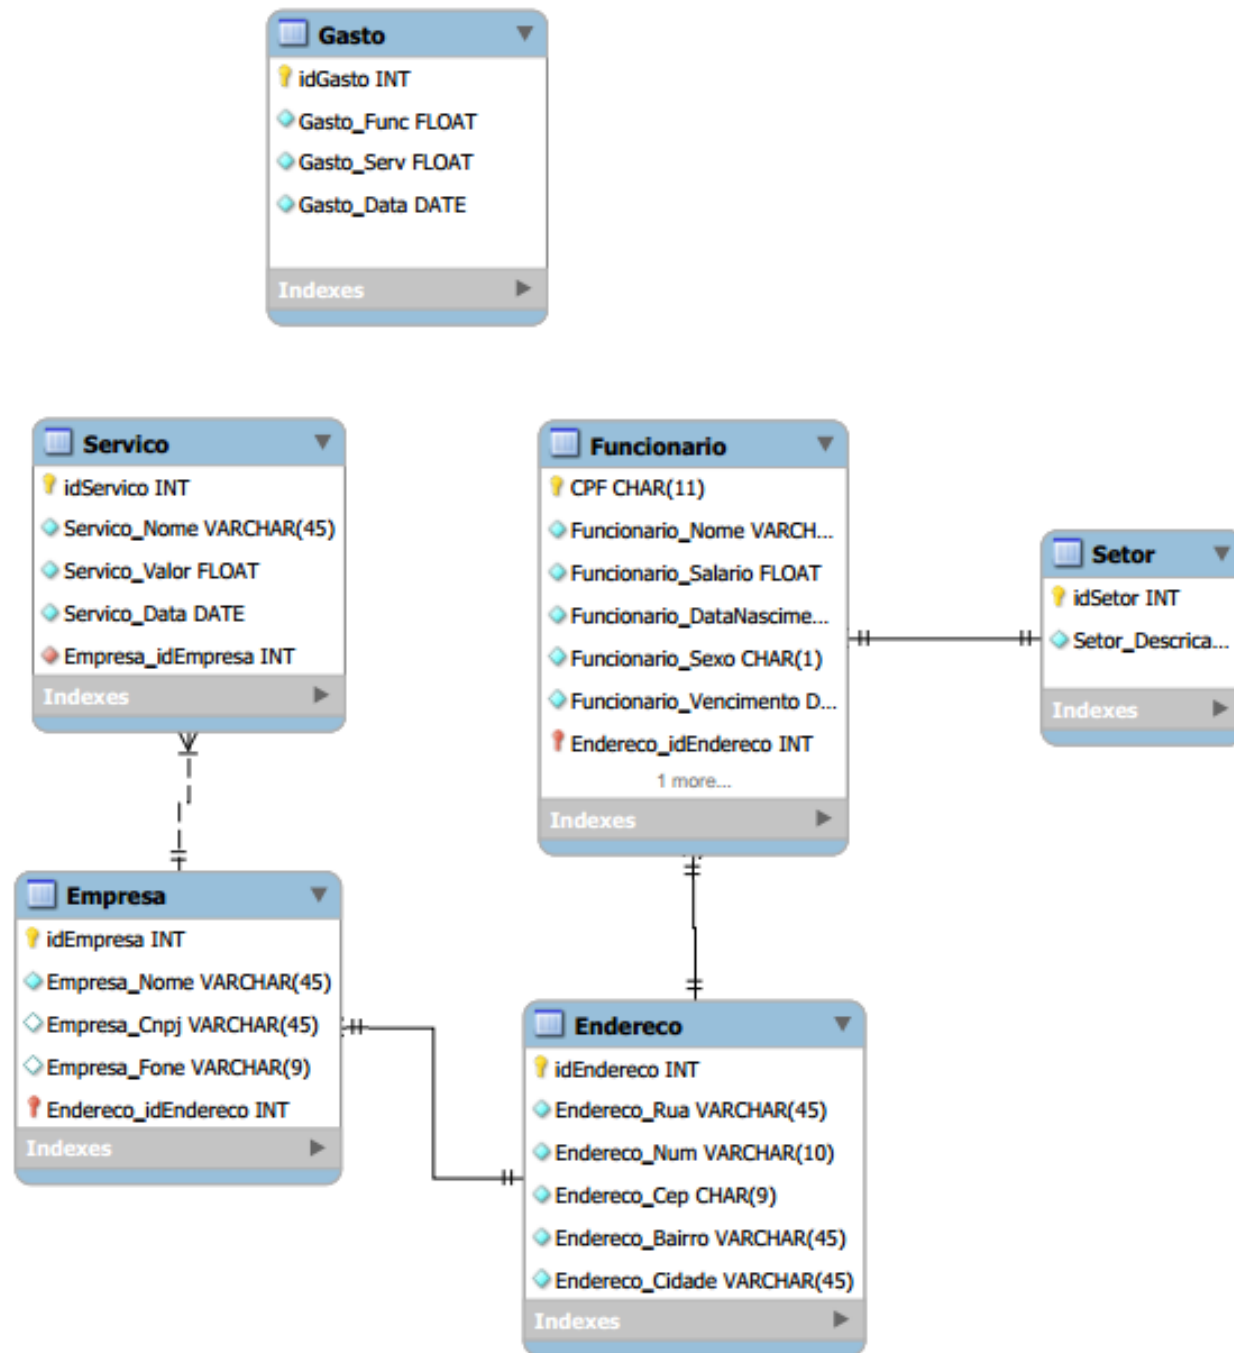 Gasto
idGasto INT
Gasto_Func FLOAT
Gasto_Serv FLOAT
Gasto_Data DATE
Indexes
Servico
idServico INT
Servico_Nome VARCHAR(45)
Servico_Valor FLOAT
Servico_Data DATE
Empresa_idEmpresa INT
Indexes
Funcionario
CPF CHAR(11)
Funcionario_Nome VARCH...
Funcionario_Salario FLOAT
Funcionario_DataNascime...
Funcionario_Sexo CHAR(1)
Funcionario_Vencimento D...
Endereco_idEndereco INT
1 more...
Indexes
Setor
idSetor INT
Setor_Descrica...
Indexes
Empresa
idEmpresa INT
Empresa_Nome VARCHAR(45)
Empresa_Cnpj VARCHAR(45)
Empresa_Fone VARCHAR(9)
Endereco_idEndereco INT
Indexes
Endereco
idEndereco INT
Endereco_Rua VARCHAR(45)
Endereco_Num VARCHAR(10)
Endereco_Cep CHAR(9)
Endereco_Bairro VARCHAR(45)
Endereco_Cidade VARCHAR(45)
Indexes